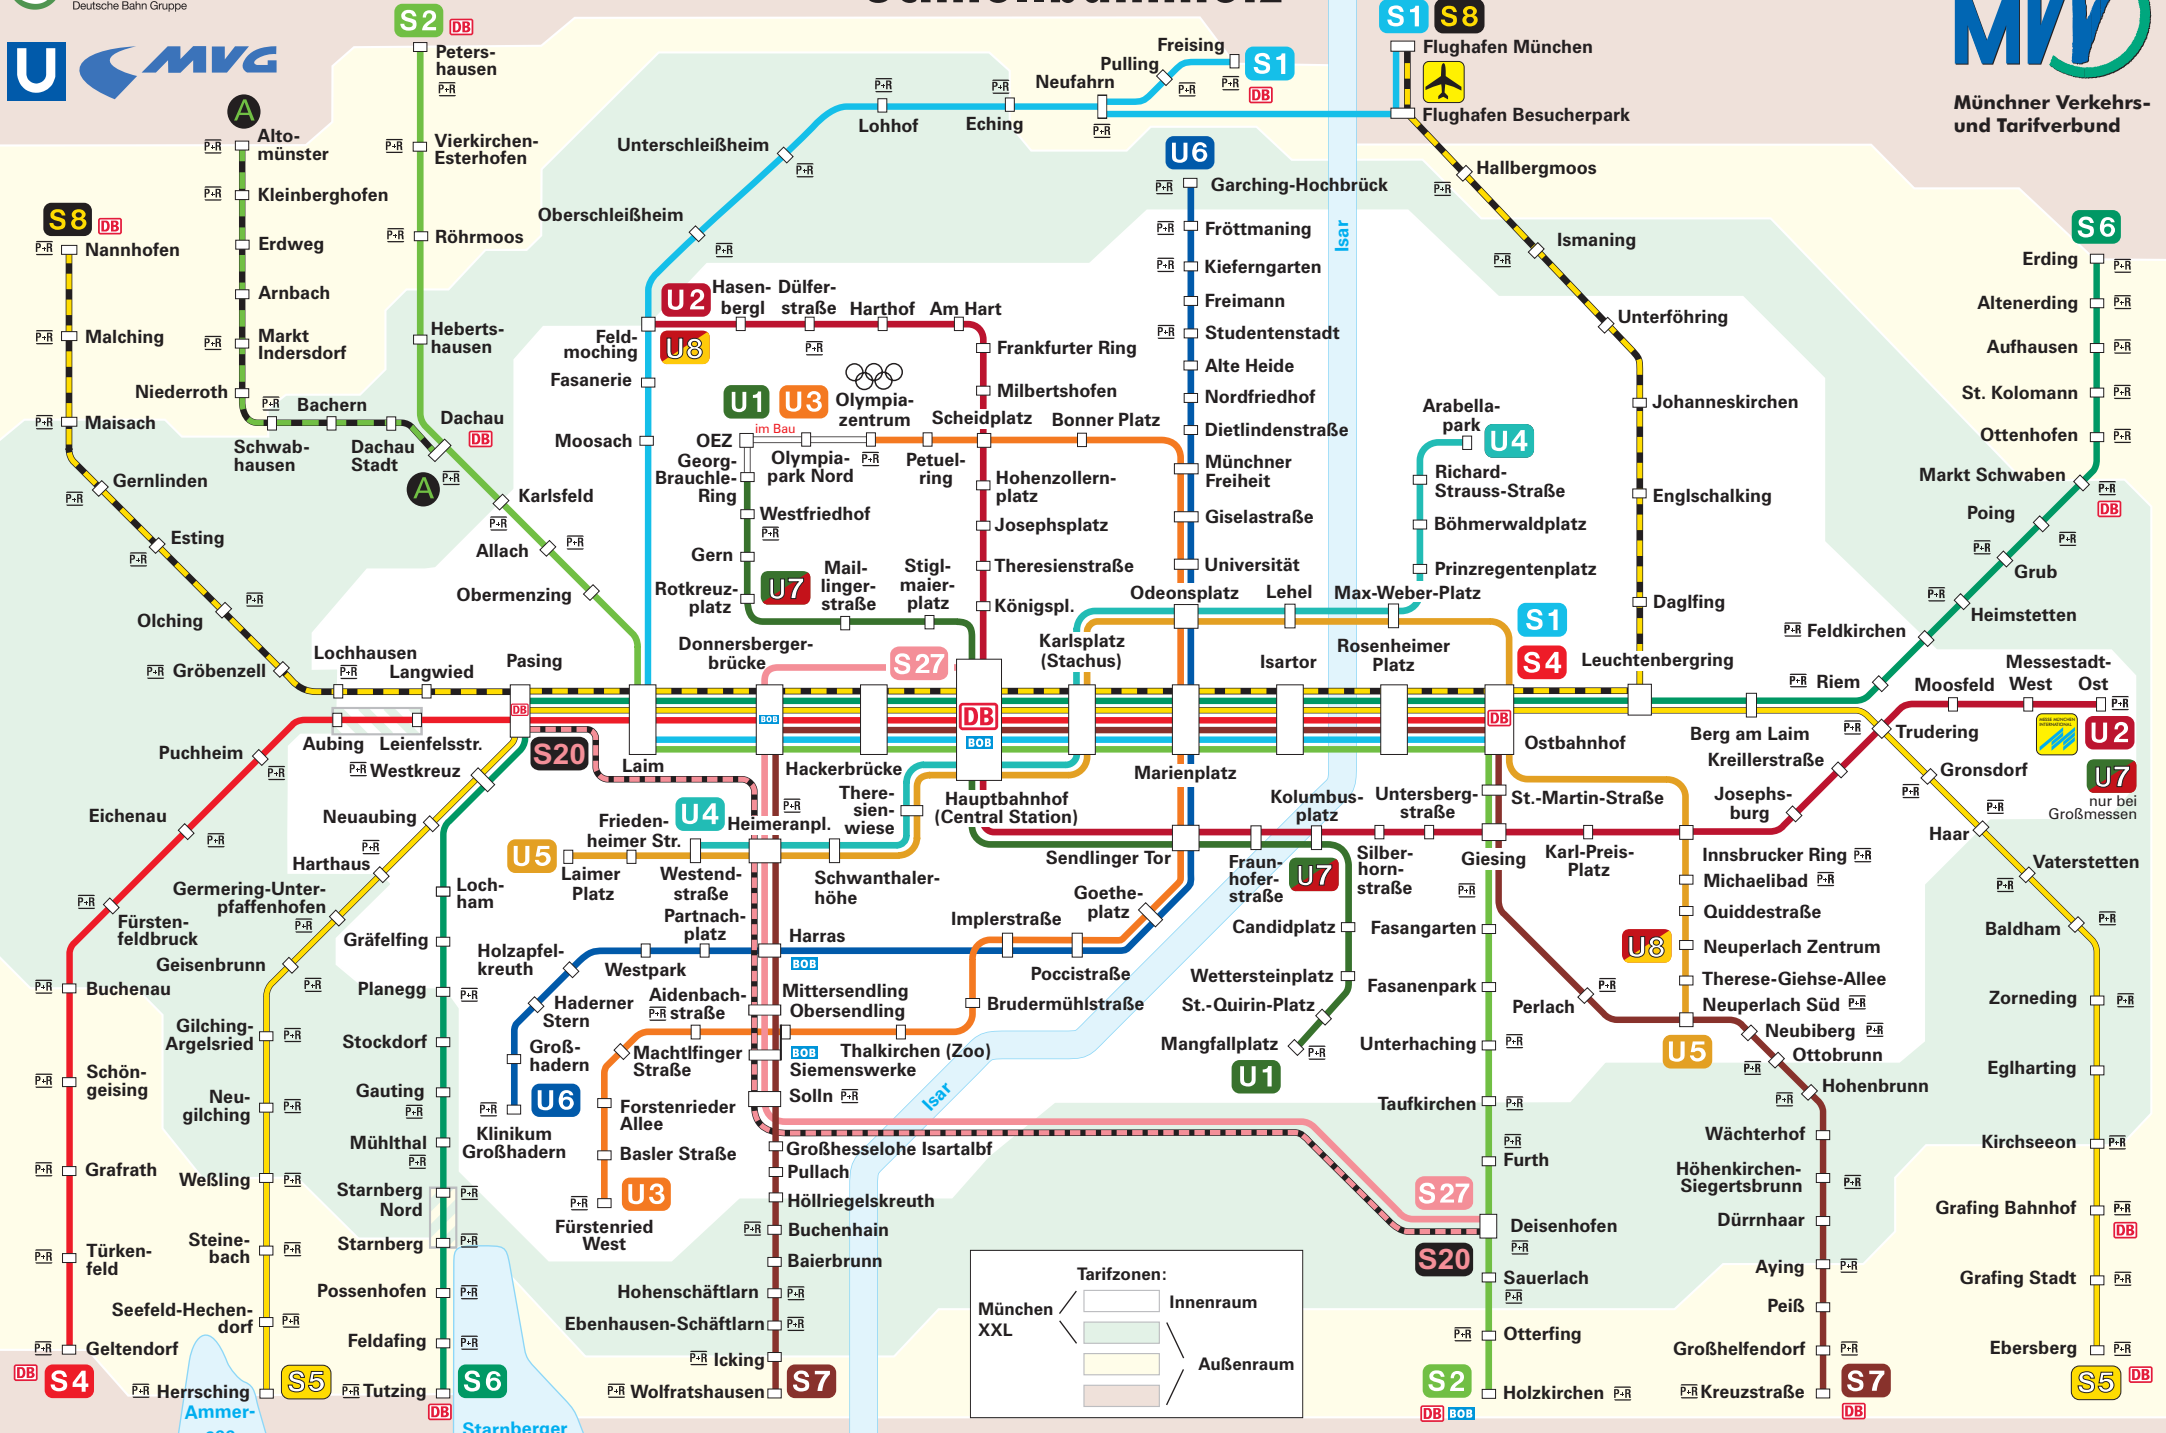 Deutsche Bahn Gruppe
U
MVG
S2
DB
Peters-
hausen
P+R
Vierkirchen-
Esterhofen
P+R
Röhrmoos
P+R
Heberts-
hausen
Dachau
DB
P+R
A
Alto-
münster
P+R
Kleinberghofen
P+R
Erdweg
Arnbach
Markt
Indersdorf
P+R
Niederroth
P+R
Schwab-
hausen
Bachern
Dachau
Stadt
A
S8
DB
Nannhofen
P+R
Malching
P+R
Maisach
P+R
Gernlinden
P+R
Esting
P+R
Olching
P+R
Gröbenzell
P+R
Lochhausen
P+R
Langwied
Pasing
DB
Karlsfeld
P+R
Allach
P+R
Obermenzing
Freising
S1
DB
P+R
Pulling
P+R
Neufahrn
P+R
Eching
P+R
Lohhof
P+R
Unterschleißheim
P+R
Oberschleißheim
P+R
Feld-
moching
Fasanerie
Moosach
S1
S8
Flughafen München
Flughafen Besucherpark
Hallbergmoos
P+R
Ismaning
P+R
Unterföhring
Johanneskirchen
Englschalking
Daglfing
Leuchtenbergring
MVV
Münchner Verkehrs-
und Tarifverbund
Isar
U6
Garching-Hochbrück
P+R
Fröttmaning
P+R
Kieferngarten
P+R
Freimann
Studentenstadt
P+R
Alte Heide
Nordfriedhof
Dietlindenstraße
Münchner
Freiheit
Giselastraße
Universität
Odeonsplatz
U2
U8
Hasen-
bergl
Dülfer-
straße
P+R
Harthof
Am Hart
Frankfurter Ring
Milbertshofen
Scheidplatz
Bonner Platz
Hohenzollern-
platz
Josephsplatz
Theresienstraße
Königspl.
U1
U3
Olympia-
zentrum
P+R
OEZ
im Bau
Olympia-
park Nord
Petuel-
ring
Georg-
Brauchle-
Ring
Westfriedhof
P+R
Gern
Rotkreuz-
platz
U7
Mail-
linger-
straße
Stigl-
maier-
platz
Arabella-
park
U4
Richard-
Strauss-Straße
Böhmerwaldplatz
Prinzregentenplatz
Max-Weber-Platz
Lehel
S6
Erding
P+R
Altenerding
P+R
Aufhausen
P+R
St. Kolomann
P+R
Ottenhofen
P+R
Markt Schwaben
P+R
DB
Poing
P+R
Grub
P+R
Heimstetten
P+R
P+R Feldkirchen
P+R Riem
Donnersberger-
brücke
S27
Karlsplatz
(Stachus)
Isartor
Rosenheimer
Platz
S1
S4
DB
BOB
BOB
DB
Ostbahnhof
Berg am Laim
Messestadt-
West
Ost
Moosfeld
P+R
U2
U7
nur bei
Großmessen
MESSE MÜNCHEN
INTERNATIONAL
P+R
Trudering
Kreillerstraße
Josephs-
burg
Gronsdorf
P+R
Haar
P+R
Vaterstetten
P+R
Baldham
P+R
Zorneding
P+R
Eglharting
Kirchseeon
P+R
Grafing Bahnhof
P+R
DB
Grafing Stadt
P+R
Ebersberg
P+R
S5
DB
Aubing
Leienfelsstr.
Puchheim
P+R
Eichenau
P+R
Fürsten-
feldbruck
P+R
Buchenau
P+R
Schön-
geising
P+R
Grafrath
P+R
Türken-
feld
P+R
Geltendorf
P+R
DB
S4
P+R Westkreuz
Neuaubing
Harthaus
P+R
Germering-Unter-
pfaffenhofen
P+R
Geisenbrunn
P+R
Gilching-
Argelsried
P+R
Neu-
gilching
P+R
Weßling
P+R
Steine-
bach
P+R
Seefeld-Hechen-
dorf
P+R
P+R Herrsching
S5
Ammer-
Loch-
ham
Gräfelfing
Planegg
P+R
Stockdorf
Gauting
P+R
Mühlthal
P+R
Starnberg
Nord
P+R
Starnberg
P+R
Possenhofen
P+R
Feldafing
P+R
P+R Tutzing
DB
S6
Starnberger
S20
Laim
Hackerbrücke
Hauptbahnhof
(Central Station)
Marienplatz
U4
Heimeranpl.
P+R
Frieden-
heimer Str.
U5
Laimer
Platz
Westend-
straße
Schwanthaler-
höhe
There-
sien-
wiese
Sendlinger Tor
Goethe-
platz
Implerstraße
Poccistraße
Partnach-
platz
Harras
BOB
Westpark
Holzapfel-
kreuth
Haderner
Stern
Groß-
hadern
U6
P+R
Klinikum
Großhadern
Mittersendling
Obersendling
Aidenbach-
P+R straße
BOB
Siemenswerke
Thalkirchen (Zoo)
Brudermühlstraße
Machtlfinger
Straße
Forstenrieder
Allee
Basler Straße
P+R
U3
Fürstenried
West
Solln P+R
Großhesselohe Isartalbf
Pullach
Höllriegelskreuth
P+R Buchenhain
Baierbrunn
Hohenschäftlarn P+R
Ebenhausen-Schäftlarn P+R
P+R Icking
P+R Wolfratshausen
S7
Isar
Fraun-
hofer-
straße
Kolumbus-
platz
U7
Silber-
horn-
straße
Untersberg-
straße
Giesing
P+R
St.-Martin-Straße
Karl-Preis-
Platz
Candidplatz
Wettersteinplatz
St.-Quirin-Platz
Mangfallplatz
P+R
U1
Innsbrucker Ring P+R
Michaelibad P+R
Quiddestraße
U8
Neuperlach Zentrum
Therese-Giehse-Allee
Neuperlach Süd P+R
U5
Fasangarten
Fasanenpark
Unterhaching
P+R
Taufkirchen
P+R
P+R
Furth
S27
S20
Deisenhofen
P+R
Sauerlach
P+R
P+R
Otterfing
S2
DB
BOB
Holzkirchen P+R
Perlach
P+R
Neubiberg P+R
Ottobrunn
P+R
Hohenbrunn
P+R
Wächterhof
Höhenkirchen-
Siegertsbrunn
P+R
Dürrnhaar
Aying
P+R
Peiß
Großhelfendorf
P+R
P+R Kreuzstraße
S7
DB
Tarifzonen:
München
XXL
Innenraum
Außenraum